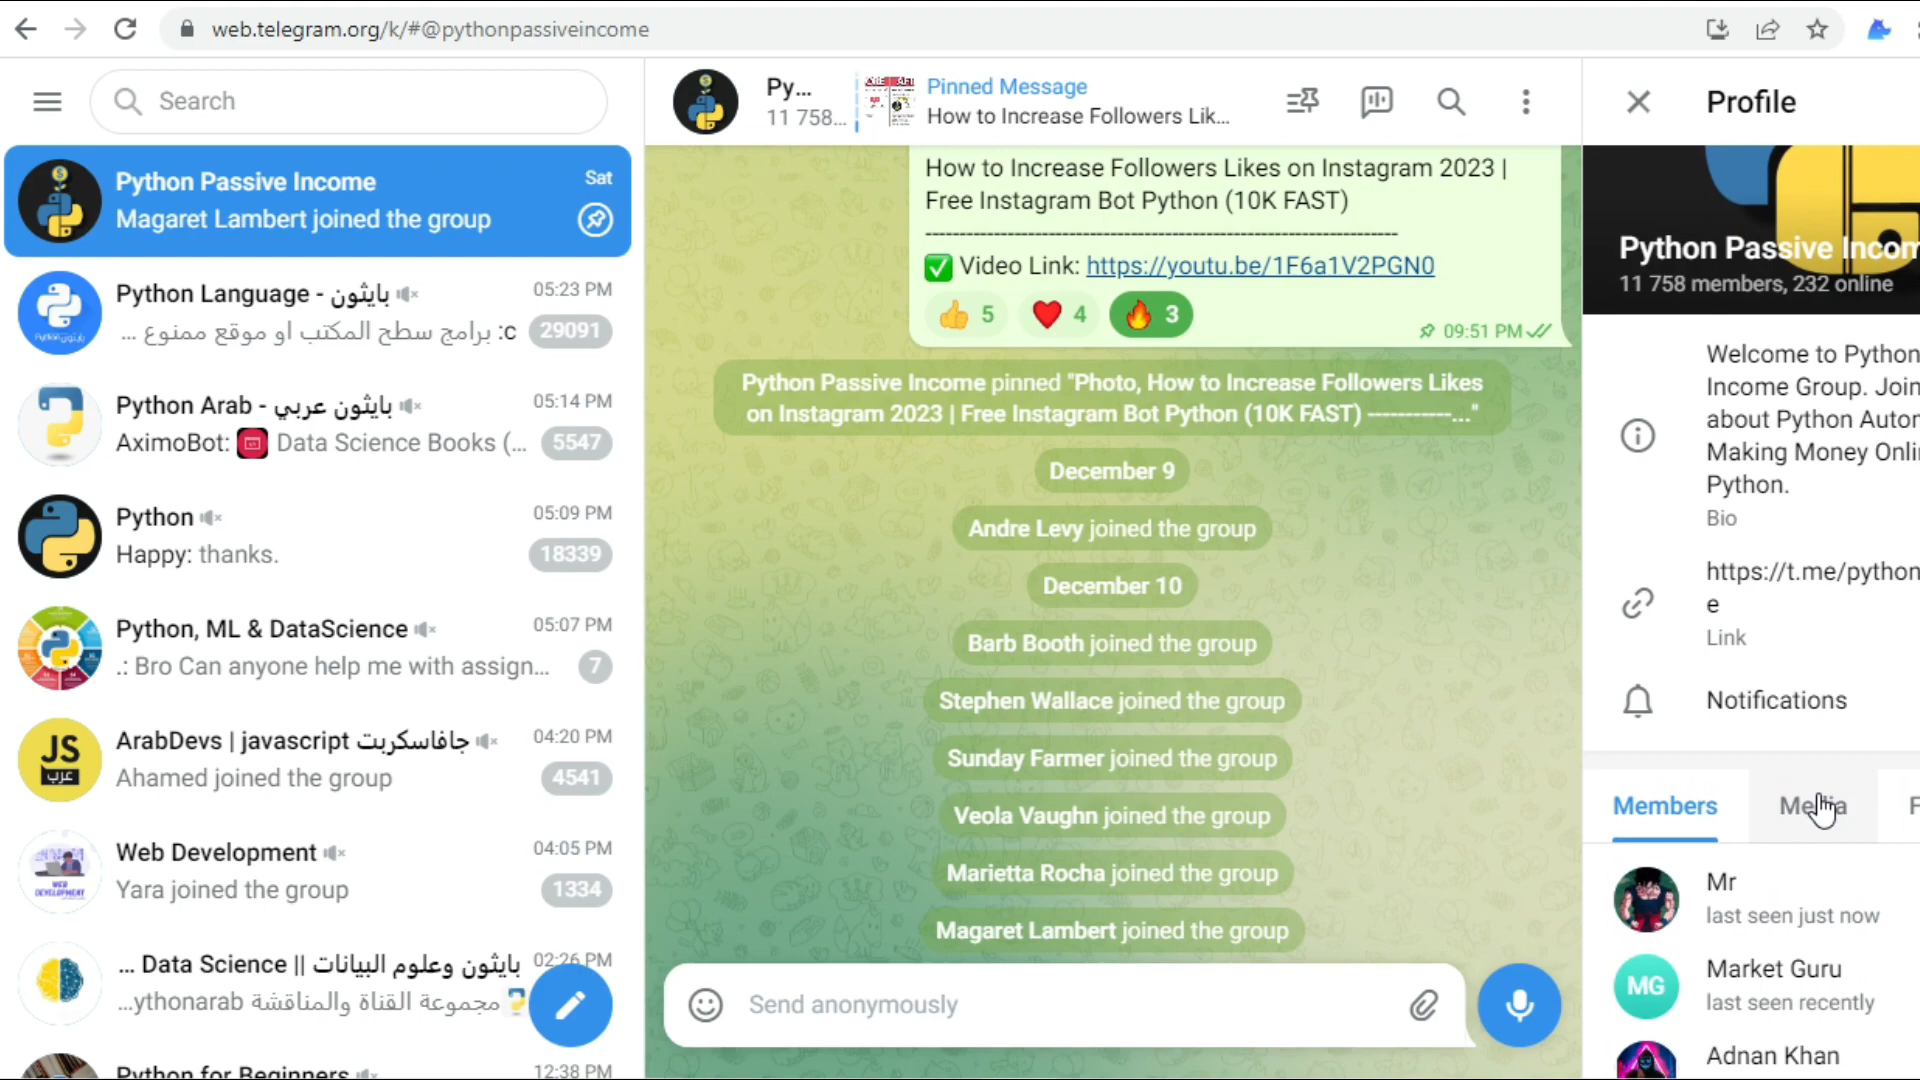 web.telegram.org/k/#@pythonpassiveincome
Search
Python Passive Income
Sat
Magaret Lambert joined the group
Python Language - بايثون
05:23 PM
c: برامج سطح المكتب او موقع ممنوع ...
29091
Python Arab - بايثون عربي
05:14 PM
AximoBot: Data Science Books (...
5547
Python
05:09 PM
Happy: thanks.
18339
Python, ML & DataScience
05:07 PM
.: Bro Can anyone help me with assign...
7
JS
عرب
ArabDevs | javascript جافاسكربت
04:20 PM
Ahamed joined the group
4541
WEB
DEVELOPMENT
Web Development
04:05 PM
Yara joined the group
1334
... Data Science || بايثون وعلوم البيانات
02:26 PM
...ythonarab مجموعة القناة والمناقشة
Python for Beginners
12:38 PM
Py...
11 758...
Pinned Message
How to Increase Followers Lik...
How to Increase Followers Likes on Instagram 2023 |
Free Instagram Bot Python (10K FAST)
----------------------------------------------------------------------
✅ Video Link: https://youtu.be/1F6a1V2PGN0
👍 5
❤️ 4
🔥 3
09:51 PM
Python Passive Income pinned "Photo, How to Increase Followers Likes
on Instagram 2023 | Free Instagram Bot Python (10K FAST) -----------..."
December 9
Andre Levy joined the group
December 10
Barb Booth joined the group
Stephen Wallace joined the group
Sunday Farmer joined the group
Veola Vaughn joined the group
Marietta Rocha joined the group
Magaret Lambert joined the group
Send anonymously
Profile
Python Passive Incom
11 758 members, 232 online
Welcome to Python
Income Group. Join
about Python Autor
Making Money Onli
Python.
Bio
https://t.me/python
e
Link
Notifications
Members
Media
F
Mr
last seen just now
MG
Market Guru
last seen recently
Adnan Khan